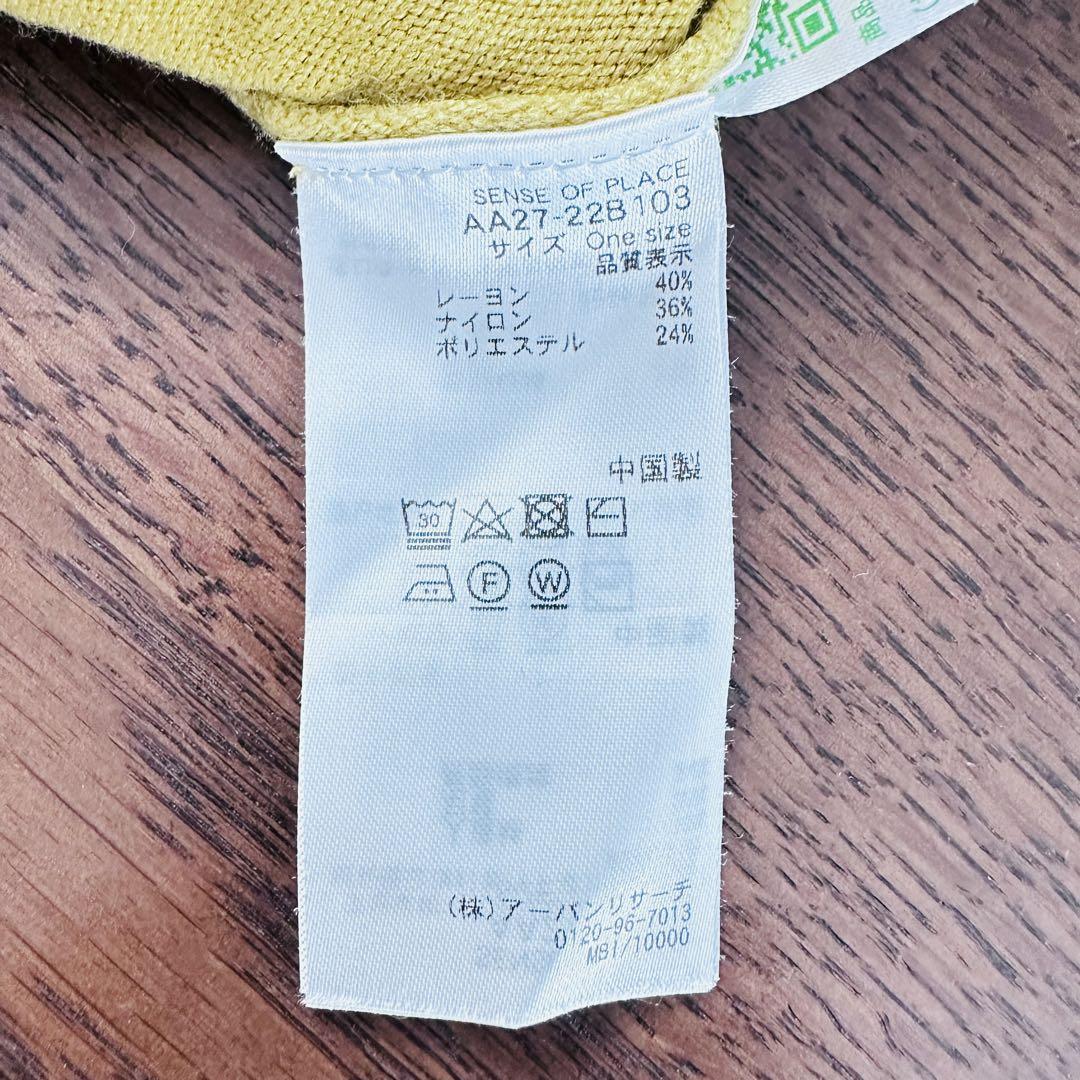 商品
SENSE OF PLACE
AA27-22B103
サイズ One size
品質表示
レーヨン 40%
ナイロン 36%
ポリエステル 24%
中国製
30
F W
(株)アーバンリサーチ
0120-96-7013
MBI/10000